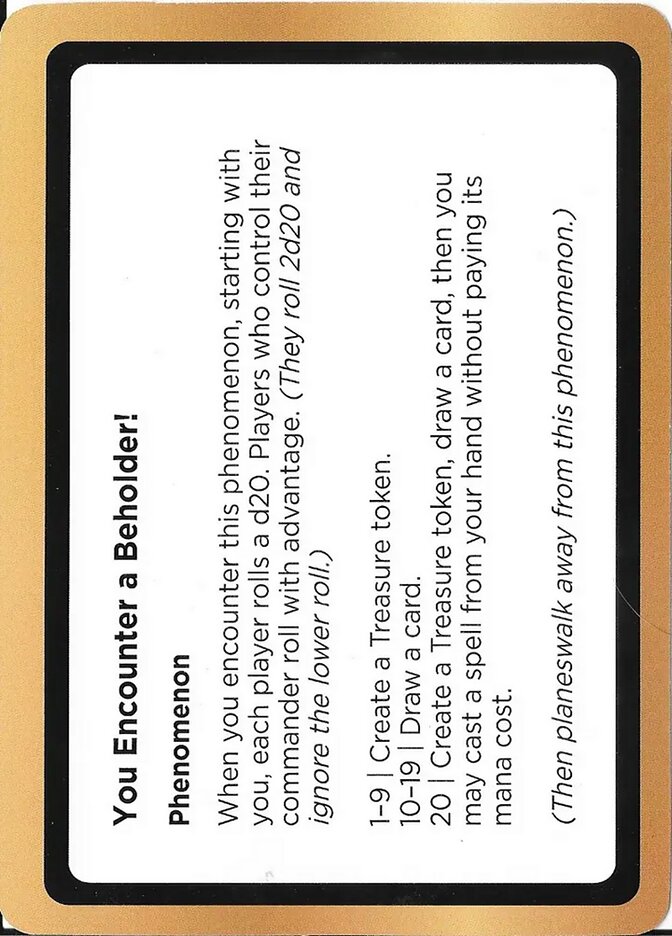 You Encounter a Beholder!
Phenomenon
When you encounter this phenomenon, starting with
you, each player rolls a d20. Players who control their
commander roll with advantage. (They roll 2d20 and
ignore the lower roll.)
1–9 | Create a Treasure token.
10–19 | Draw a card.
20 | Create a Treasure token, draw a card, then you
may cast a spell from your hand without paying its
mana cost.
(Then planeswalk away from this phenomenon.)